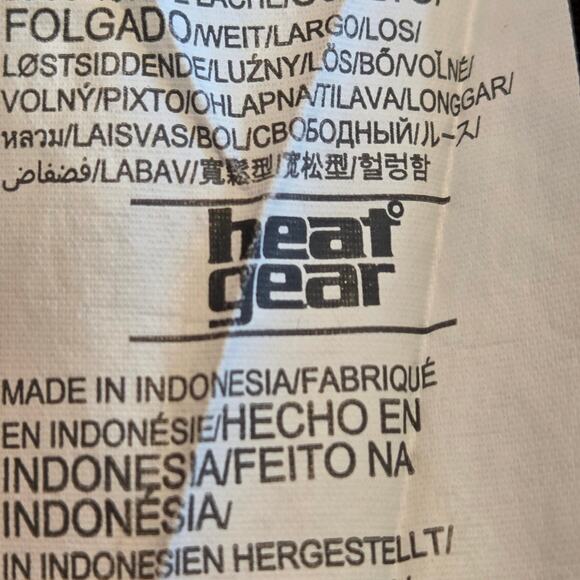 FOLGADO/WEIT/LARGO/LOS/
LØSTSIDDENDE/LUŹNY/LÖS/BŐ/VOĽNÉ/
VOLNÝ/PIXTO/OHLAPNA/TILAVA/LONGGAR/
หลวม/LAISVAS/BOL/СВОБОДНЫЙ/ルース/
فضفاض/LABAV/寬鬆型/宽松型/헐렁함
heat°
gear
MADE IN INDONESIA/FABRIQUÉ
EN INDONÉSIE/HECHO EN
INDONESIA/FEITO NA
INDONÉSIA/
IN INDONESIEN HERGESTELLT/